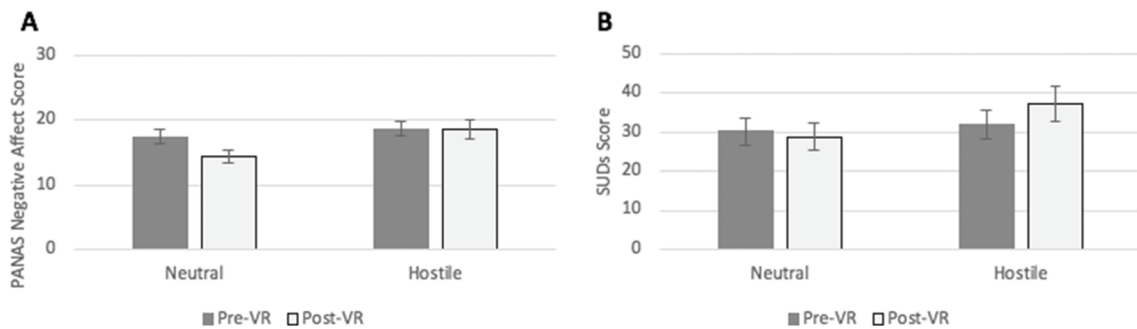 A
PANAS Negative Affect Score
30
20
10
0
Neutral
Hostile
Pre-VR
Post-VR
B
SUDs Score
50
40
30
20
10
0
Neutral
Hostile
Pre-VR
Post-VR